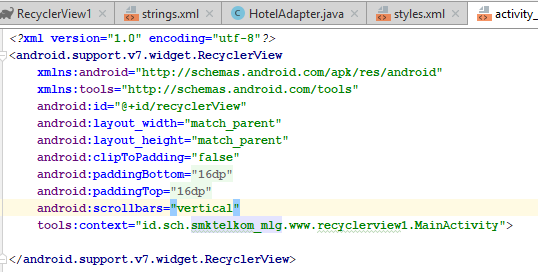 RecyclerView1
strings.xml
HotelAdapter.java
styles.xml
activity_
<?xml version="1.0" encoding="utf-8"?>
<android.support.v7.widget.RecyclerView
xmlns:android="http://schemas.android.com/apk/res/android"
xmlns:tools="http://schemas.android.com/tools"
android:id="@+id/recyclerView"
android:layout_width="match_parent"
android:layout_height="match_parent"
android:clipToPadding="false"
android:paddingBottom="16dp"
android:paddingTop="16dp"
android:scrollbars="vertical"
tools:context="id.sch.smktelkom_mlg.www.recyclerview1.MainActivity">
</android.support.v7.widget.RecyclerView>